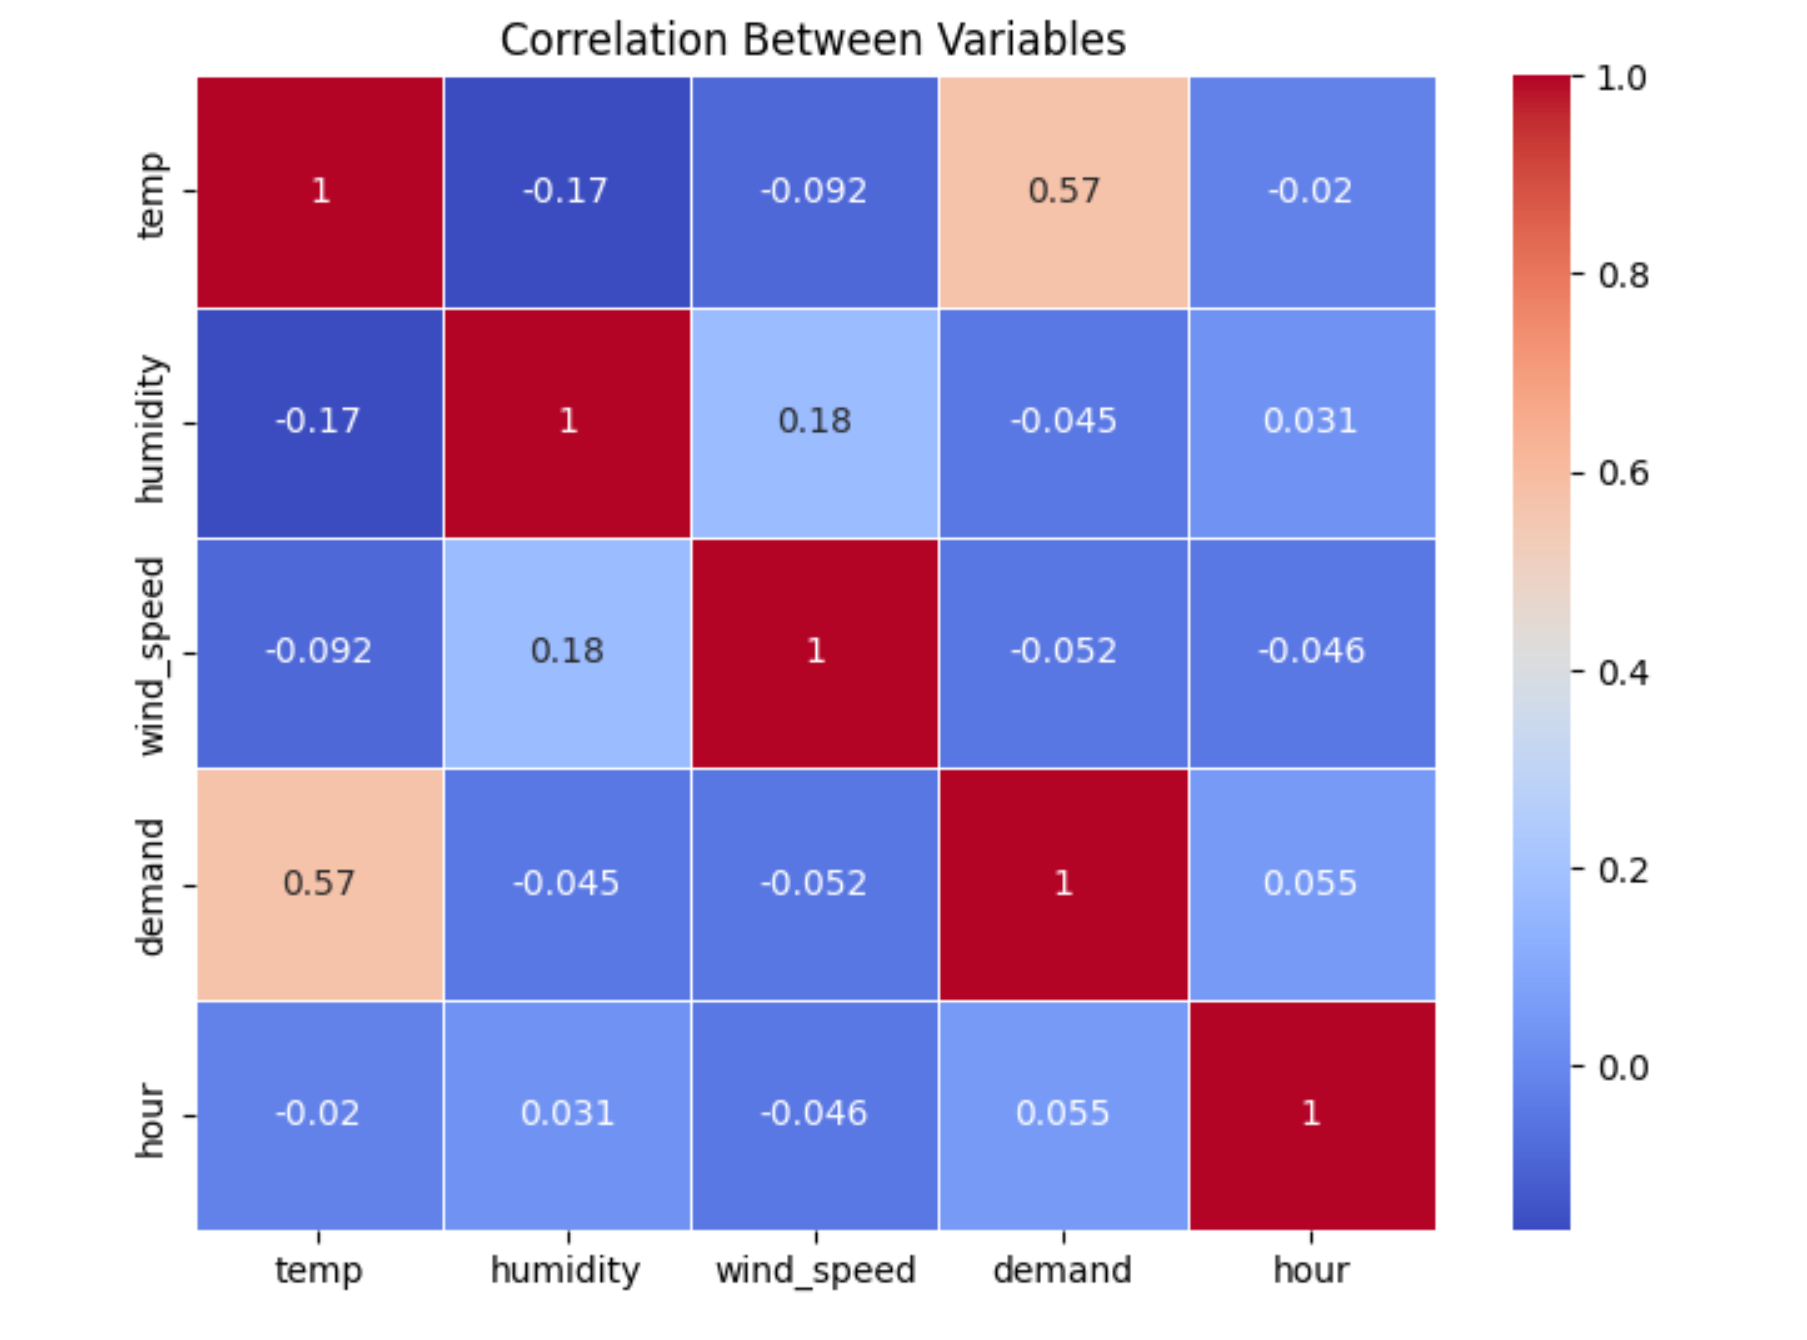 Correlation Between Variables
temp 1 -0.17 -0.092 0.57 -0.02
humidity -0.17 1 0.18 -0.045 0.031
wind_speed -0.092 0.18 1 -0.052 -0.046
demand 0.57 -0.045 -0.052 1 0.055
hour -0.02 0.031 -0.046 0.055 1
temp humidity wind_speed demand hour
1.0
0.8
0.6
0.4
0.2
0.0